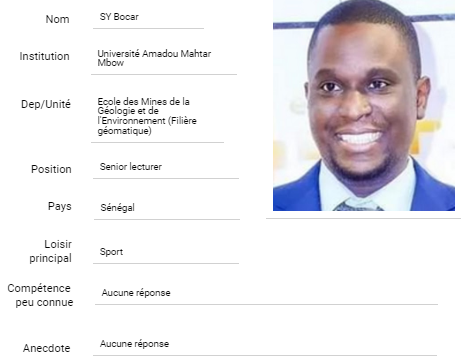 Nom
SY Bocar
Institution
Université Amadou Mahtar
Mbow
Dep/Unité
Ecole des Mines de la
Géologie et de
l'Environnement (Filière
géomatique)
Position
Senior lecturer
Pays
Sénégal
Loisir
principal
Sport
Compétence
peu connue
Aucune réponse
Anecdote
Aucune réponse